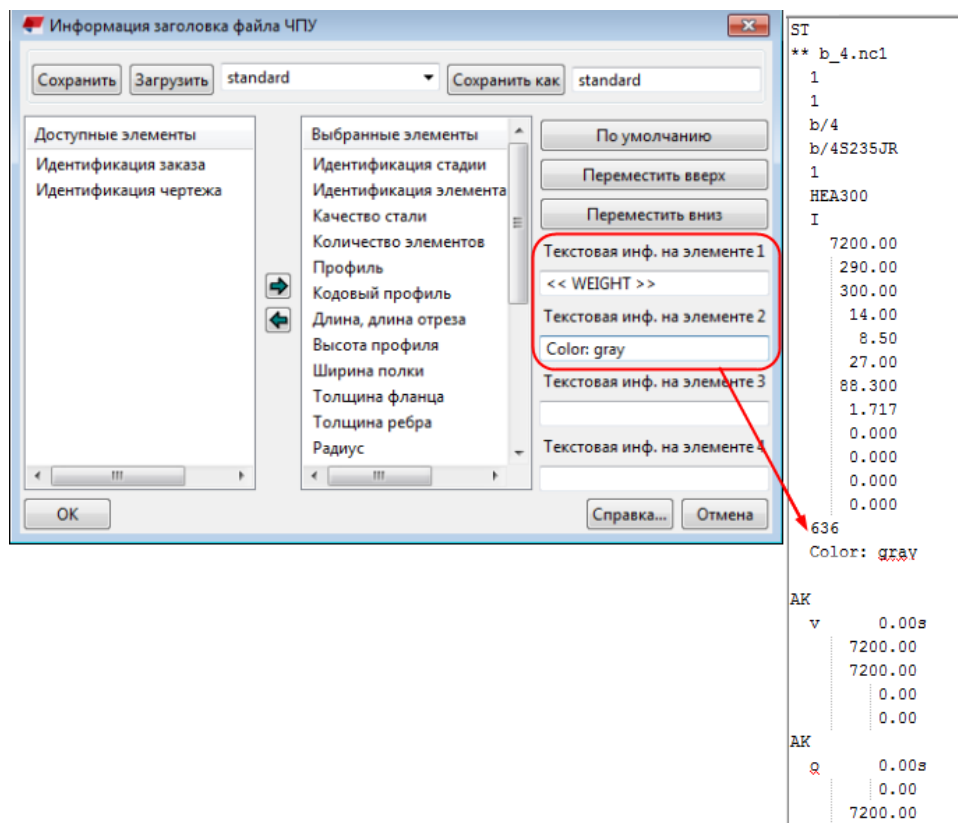 Информация заголовка файла ЧПУ
Сохранить Загрузить standard Сохранить как standard
Доступные элементы
Идентификация заказа
Идентификация чертежа
Выбранные элементы
Идентификация стадии
Идентификация элемента
Качество стали
Количество элементов
Профиль
Кодовый профиль
Длина, длина отреза
Высота профиля
Ширина полки
Толщина фланца
Толщина ребра
Радиус
По умолчанию
Переместить вверх
Переместить вниз
Текстовая инф. на элементе 1
<< WEIGHT >>
Текстовая инф. на элементе 2
Color: gray
Текстовая инф. на элементе 3
Текстовая инф. на элементе 4
OK Справка... Отмена
ST
** b_4.nc1
1
1
b/4
b/4S235JR
1
HEA300
I
7200.00
290.00
300.00
14.00
8.50
27.00
88.300
1.717
0.000
0.000
0.000
0.000
636
Color: gray
AK
v 0.00s
7200.00
7200.00
0.00
0.00
AK
o 0.00s
0.00
7200.00